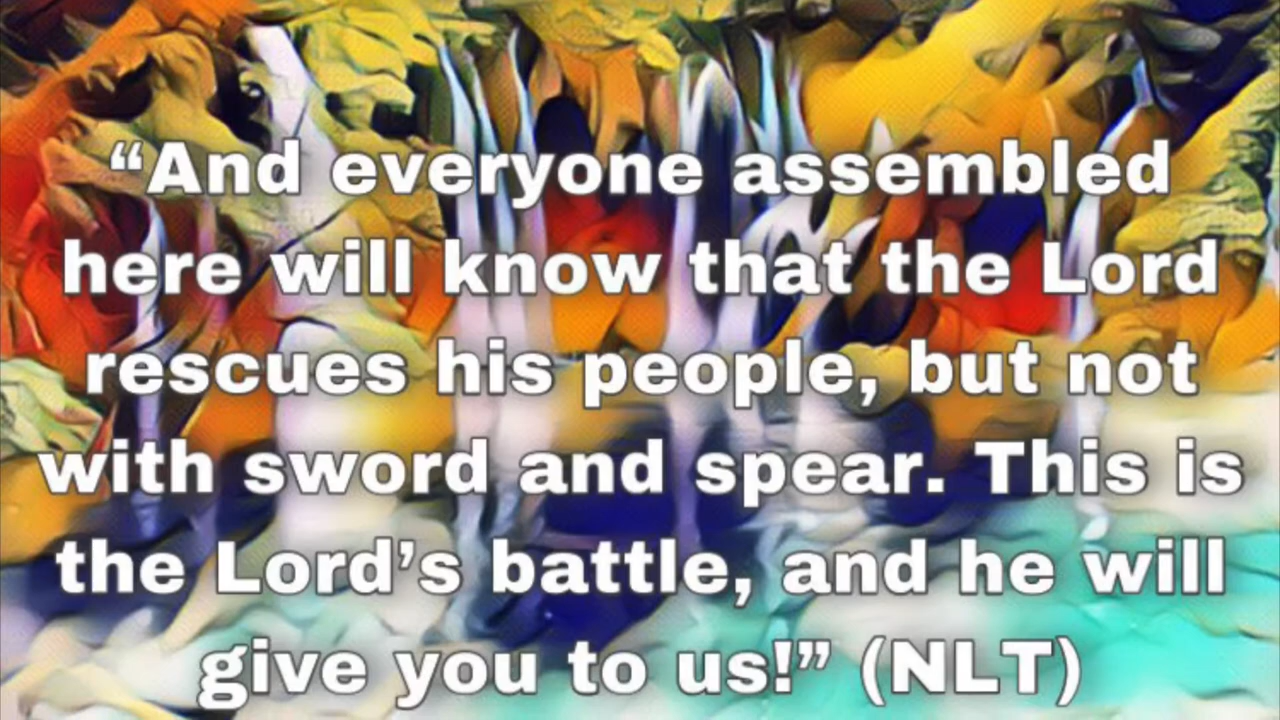 “And everyone assembled
here will know that the Lord
rescues his people, but not
with sword and spear. This is
the Lord’s battle, and he will
give you to us!” (NLT)